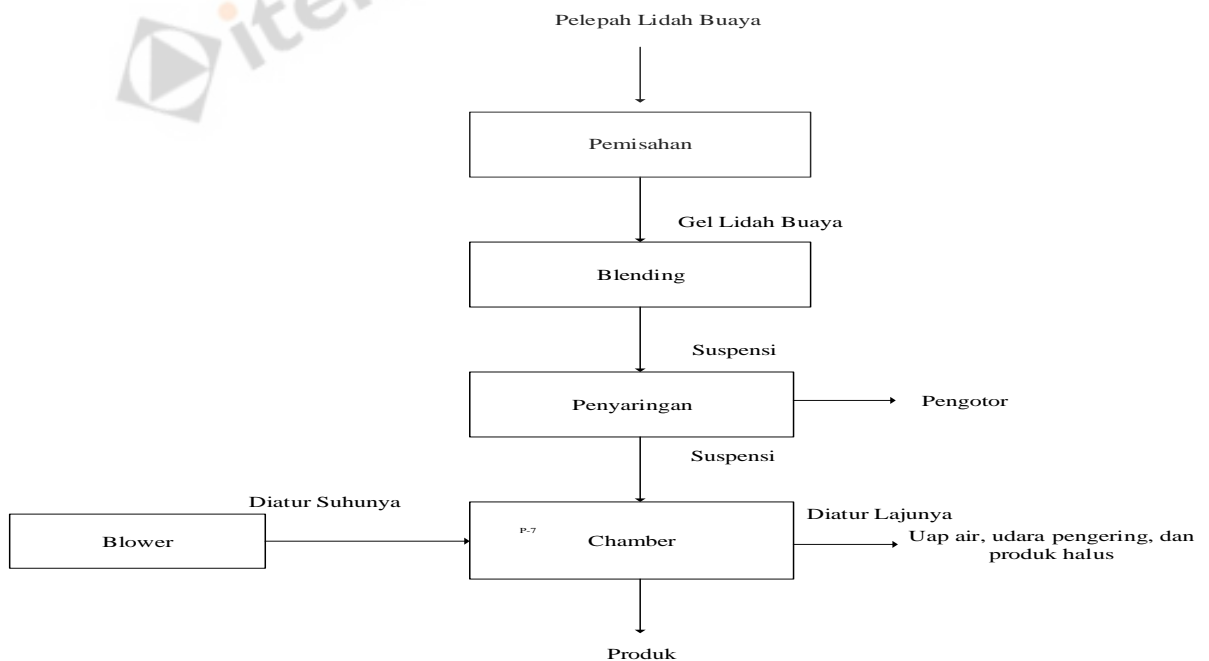 Pelepah Lidah Buaya
Pemisahan
Gel Lidah Buaya
Blending
Suspensi
Penyaringan
Pengotor
Suspensi
Diatur Suhunya
Blower
P-7
Chamber
Diatur Lajunya
Uap air, udara pengering, dan
produk halus
Produk